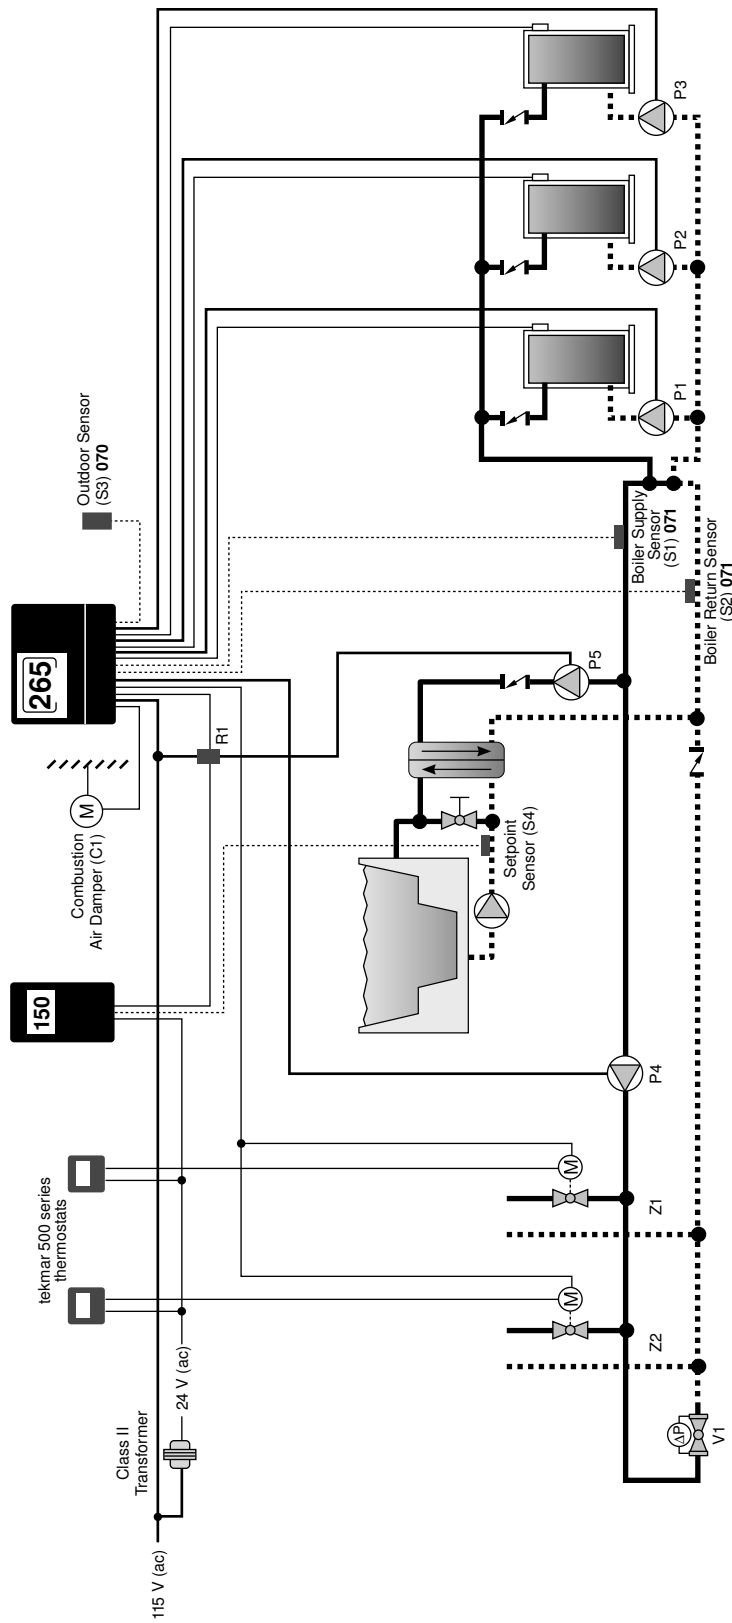 115 V (ac)
Class II
Transformer
24 V (ac)
tekmar 500 series
thermostats
150
Combustion
Air Damper (C1)
M
265
Outdoor Sensor
(S3) 070
R1
M
M
Z2
Z1
ΔP
V1
P4
Setpoint
Sensor (S4)
P5
Boiler Supply
Sensor
(S1) 071
Boiler Return Sensor
(S2) 071
P1
P2
P3